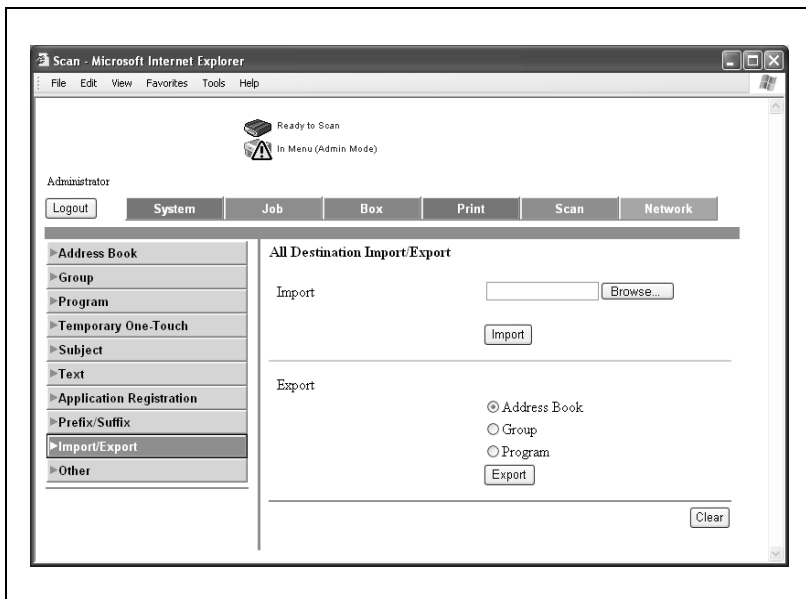 Scan - Microsoft Internet Explorer
File Edit View Favorites Tools Help
Ready to Scan
In Menu (Admin Mode)
Administrator
Logout System Job Box Print Scan Network
Address Book
Group
Program
Temporary One-Touch
Subject
Text
Application Registration
Prefix/Suffix
Import/Export
Other
All Destination Import/Export
Import Browse...
Import
Export
Address Book
Group
Program
Export
Clear